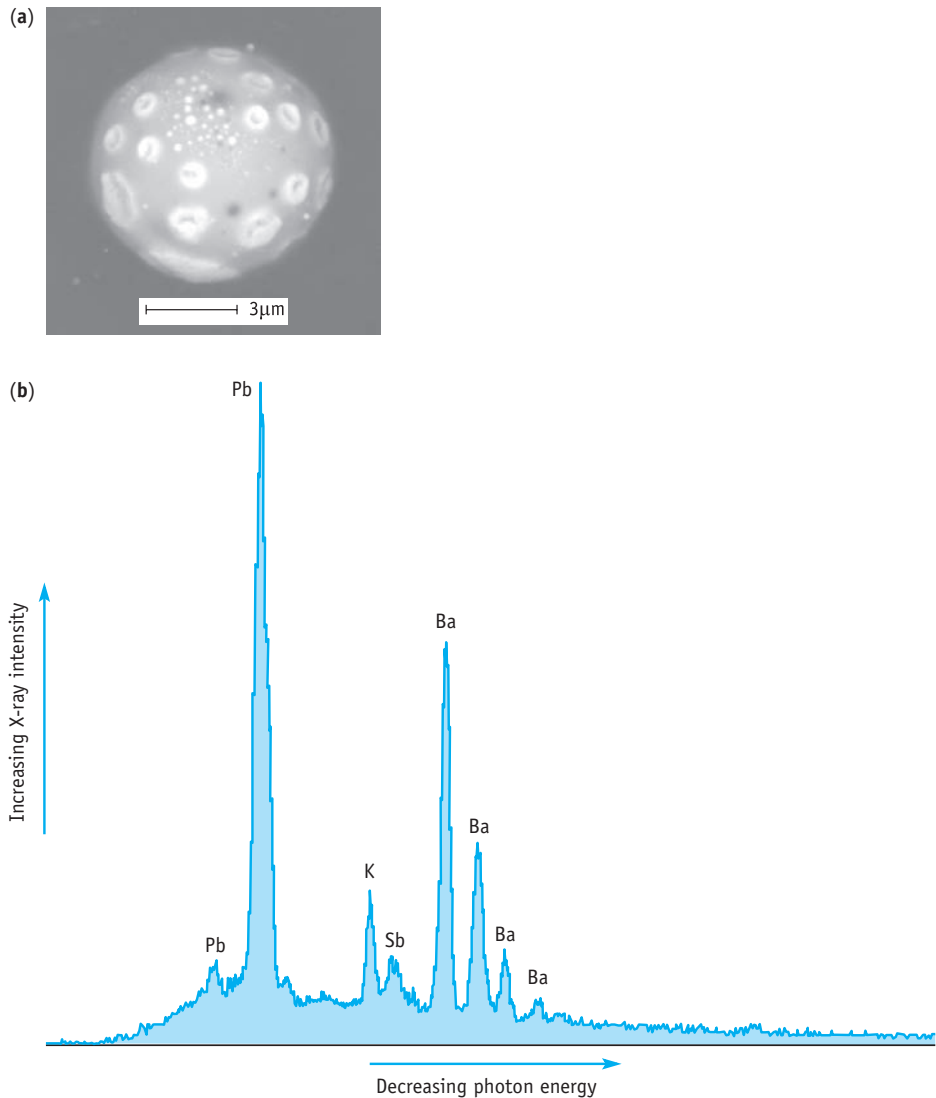 (a)
3μm
(b)
Pb
Increasing X-ray intensity
Ba
Ba
K
Sb
Pb
Ba
Ba
Decreasing photon energy